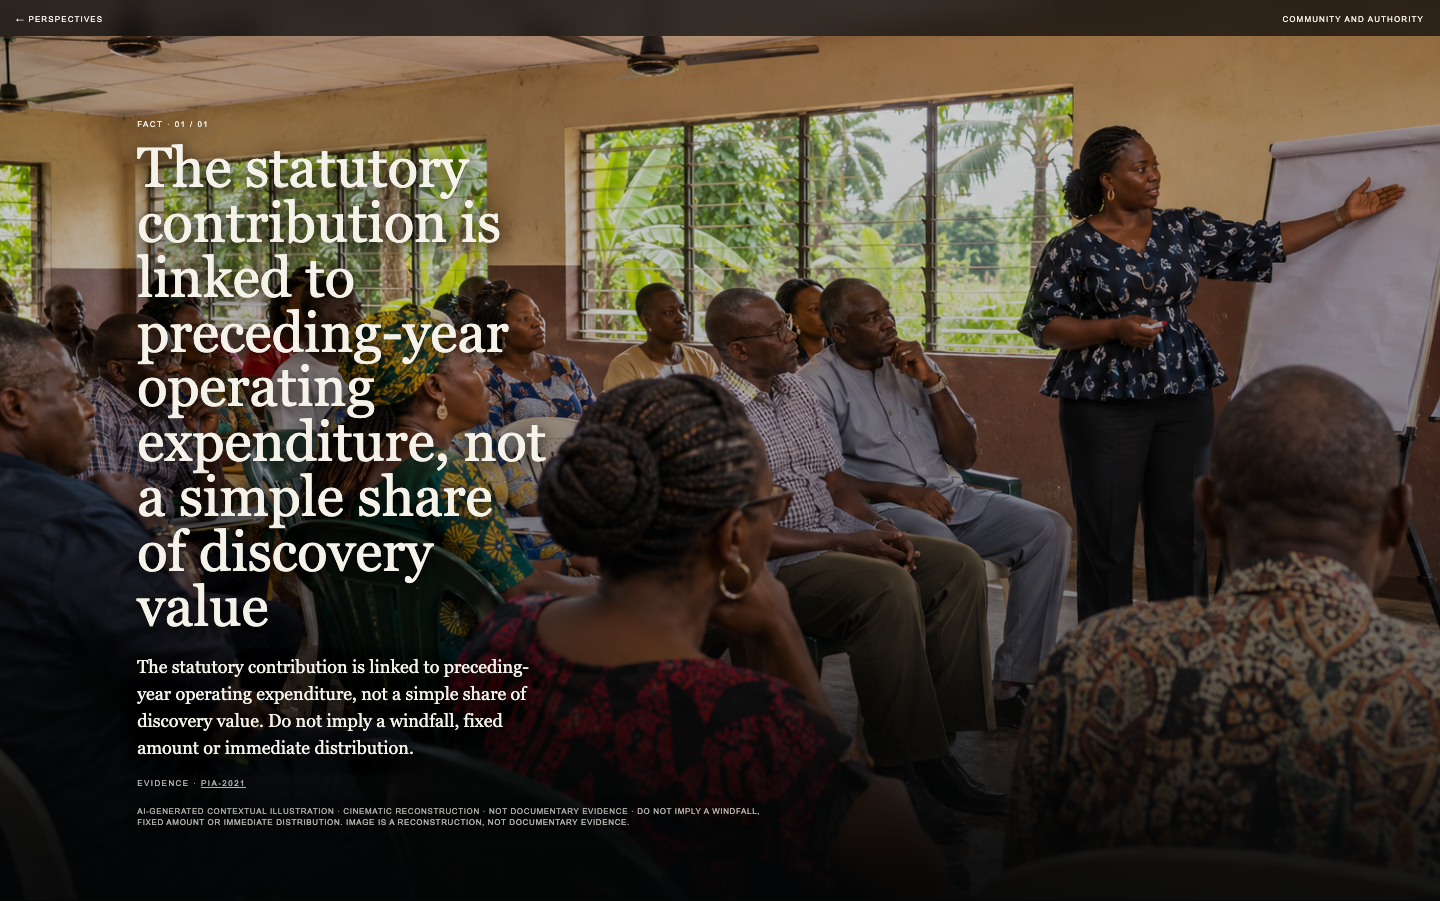 ← PERSPECTIVES
COMMUNITY AND AUTHORITY
FACT · 01 / 01
The statutory
contribution is
linked to
preceding-year
operating
expenditure, not
a simple share
of discovery
value
The statutory contribution is linked to preceding-
year operating expenditure, not a simple share of
discovery value. Do not imply a windfall, fixed
amount or immediate distribution.
EVIDENCE · PIA-2021
AI-GENERATED CONTEXTUAL ILLUSTRATION · CINEMATIC RECONSTRUCTION · NOT DOCUMENTARY EVIDENCE · DO NOT IMPLY A WINDFALL,
FIXED AMOUNT OR IMMEDIATE DISTRIBUTION. IMAGE IS A RECONSTRUCTION, NOT DOCUMENTARY EVIDENCE.